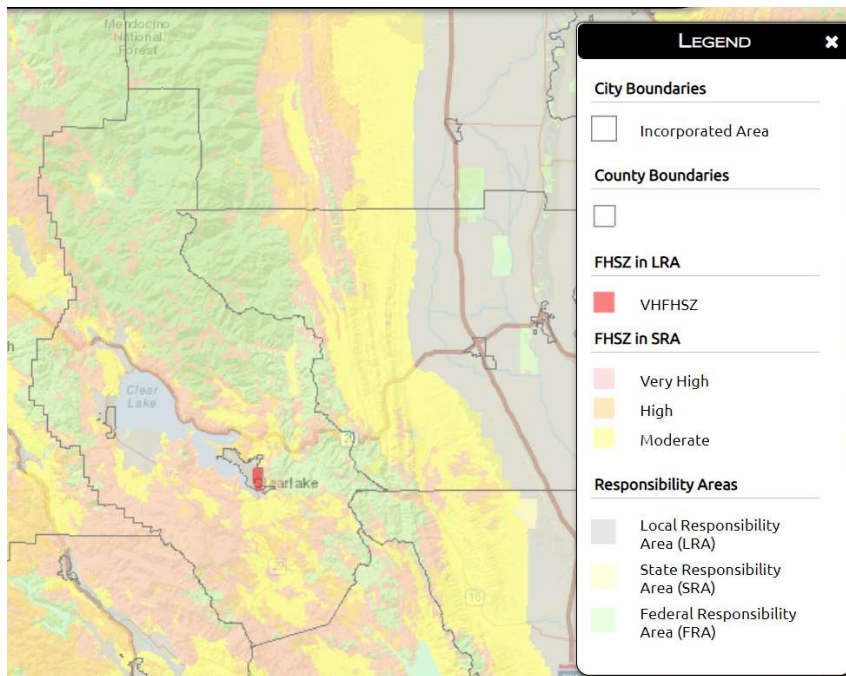 Mendocino
National
Forest
Clear
Lake
20
Clearlake
16
LEGEND
City Boundaries
Incorporated Area
County Boundaries
FHSZ in LRA
VHFHSZ
FHSZ in SRA
Very High
High
Moderate
Responsibility Areas
Local Responsibility
Area (LRA)
State Responsibility
Area (SRA)
Federal Responsibility
Area (FRA)